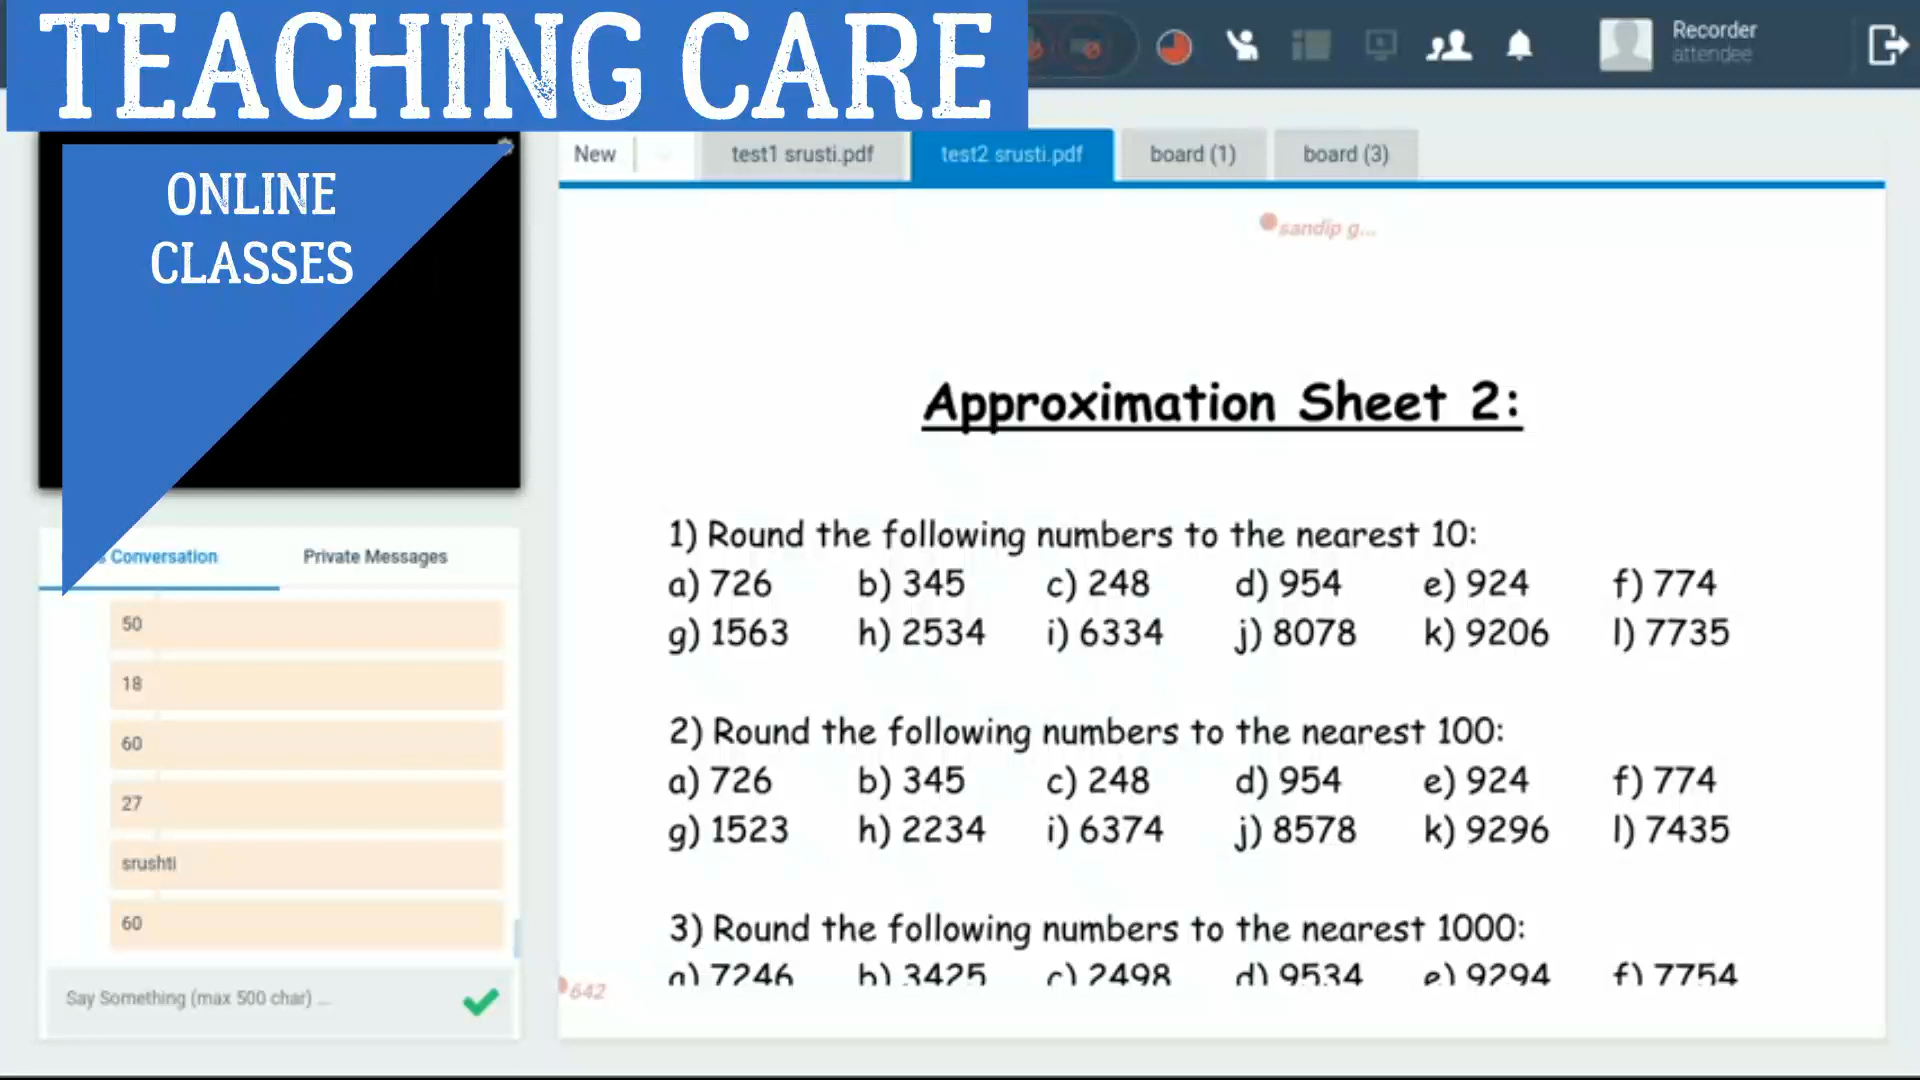 TEACHING CARE
ONLINE
CLASSES
Recorder
attendee
New
test1 srusti.pdf
test2 srusti.pdf
board (1)
board (3)
sandip g...
Approximation Sheet 2:
1) Round the following numbers to the nearest 10:
a) 726 b) 345 c) 248 d) 954 e) 924 f) 774
g) 1563 h) 2534 i) 6334 j) 8078 k) 9206 l) 7735
2) Round the following numbers to the nearest 100:
a) 726 b) 345 c) 248 d) 954 e) 924 f) 774
g) 1523 h) 2234 i) 6374 j) 8578 k) 9296 l) 7435
3) Round the following numbers to the nearest 1000:
a) 7246 b) 3425 c) 2498 d) 9534 e) 9294 f) 7754
642
Conversation
Private Messages
50
18
60
27
srushti
60
Say Something (max 500 char) ...